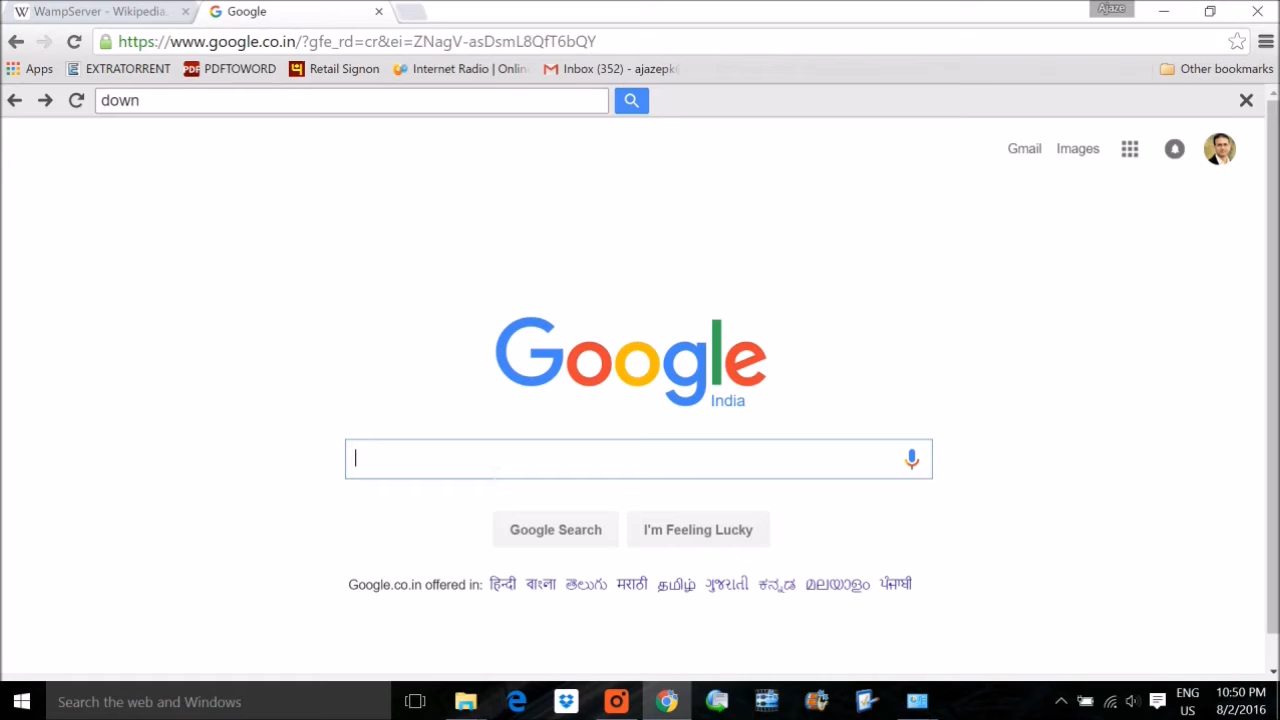 WampServer - Wikipedia
Google
Ajaze
https://www.google.co.in/?gfe_rd=cr&ei=ZNagV-asDsmL8QfT6bQY
Apps EXTRATORRENT PDFTOWORD Retail Signon Internet Radio | Onlin Inbox (352) - ajazepk Other bookmarks
down
Gmail Images
Google
India
Google Search I'm Feeling Lucky
Google.co.in offered in: हिन्दी বাংলা తెలుగు मराठी தமிழ் ગુજરાતી ಕನ್ನಡ മലയാളം ਪੰਜਾਬੀ
Search the web and Windows
ENG
US
10:50 PM
8/2/2016